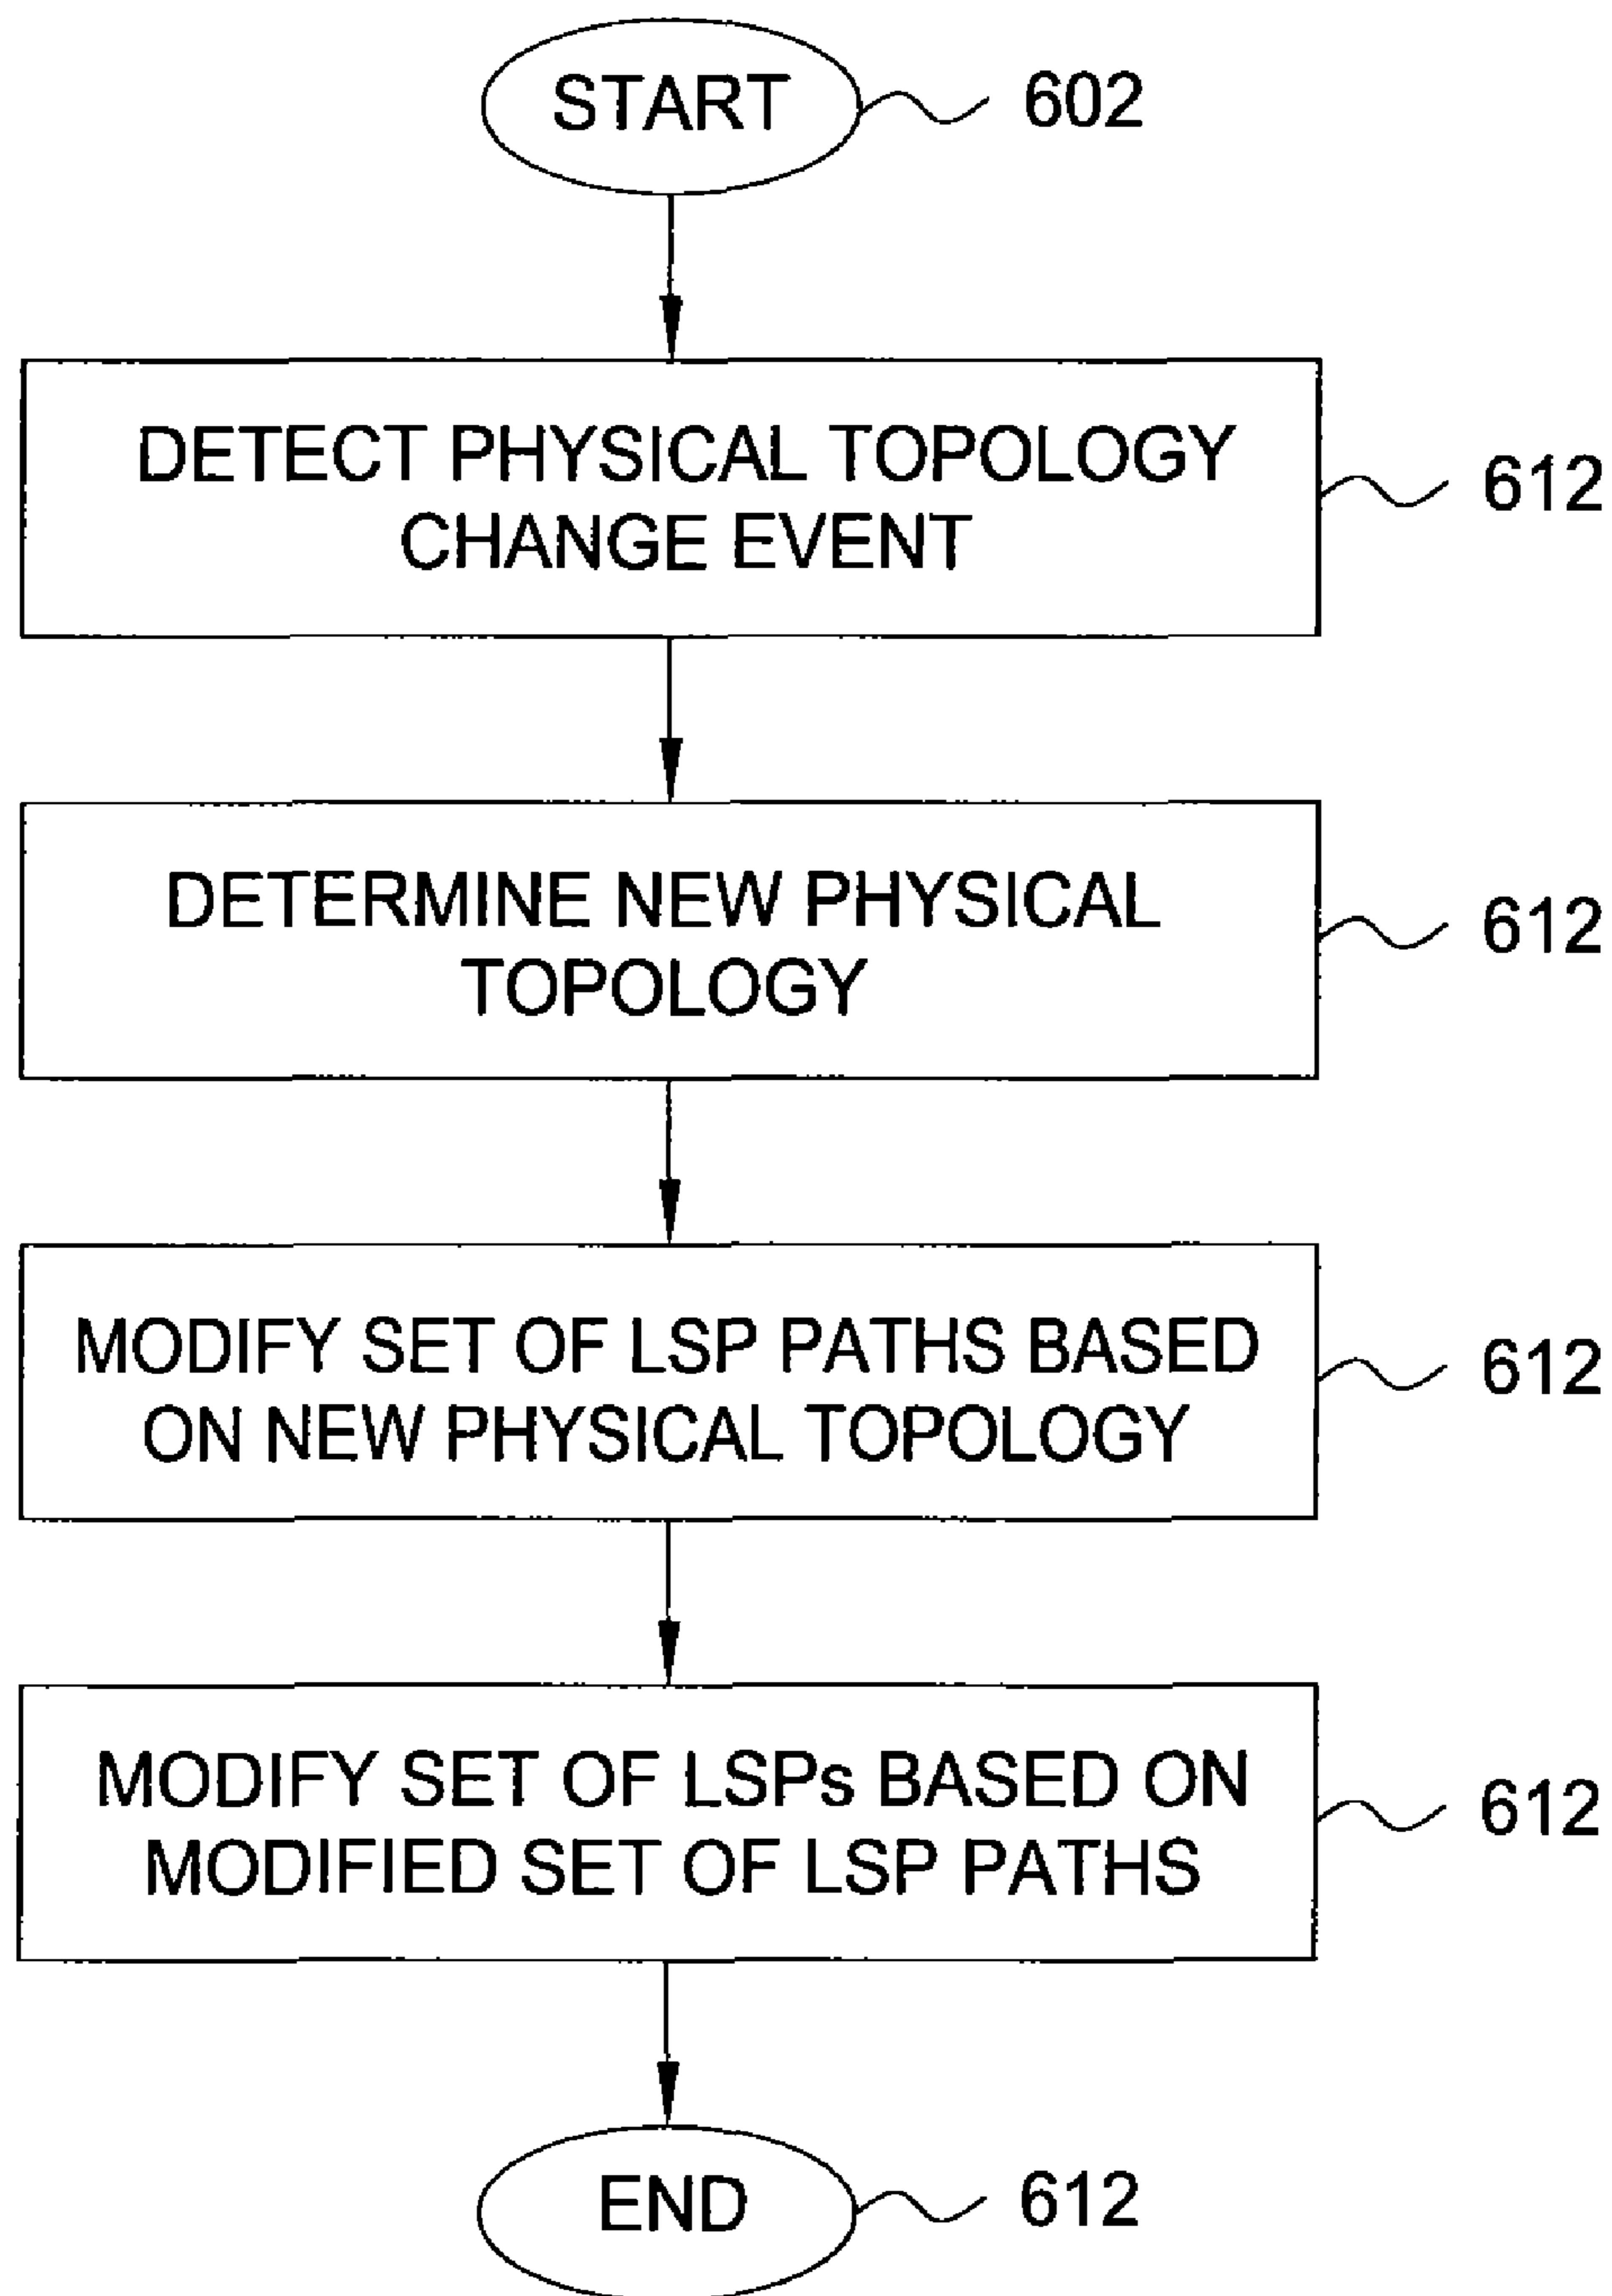 START
602
DETECT PHYSICAL TOPOLOGY
CHANGE EVENT
612
DETERMINE NEW PHYSICAL
TOPOLOGY
612
MODIFY SET OF LSP PATHS BASED
ON NEW PHYSICAL TOPOLOGY
612
MODIFY SET OF LSPs BASED ON
MODIFIED SET OF LSP PATHS
612
END
612